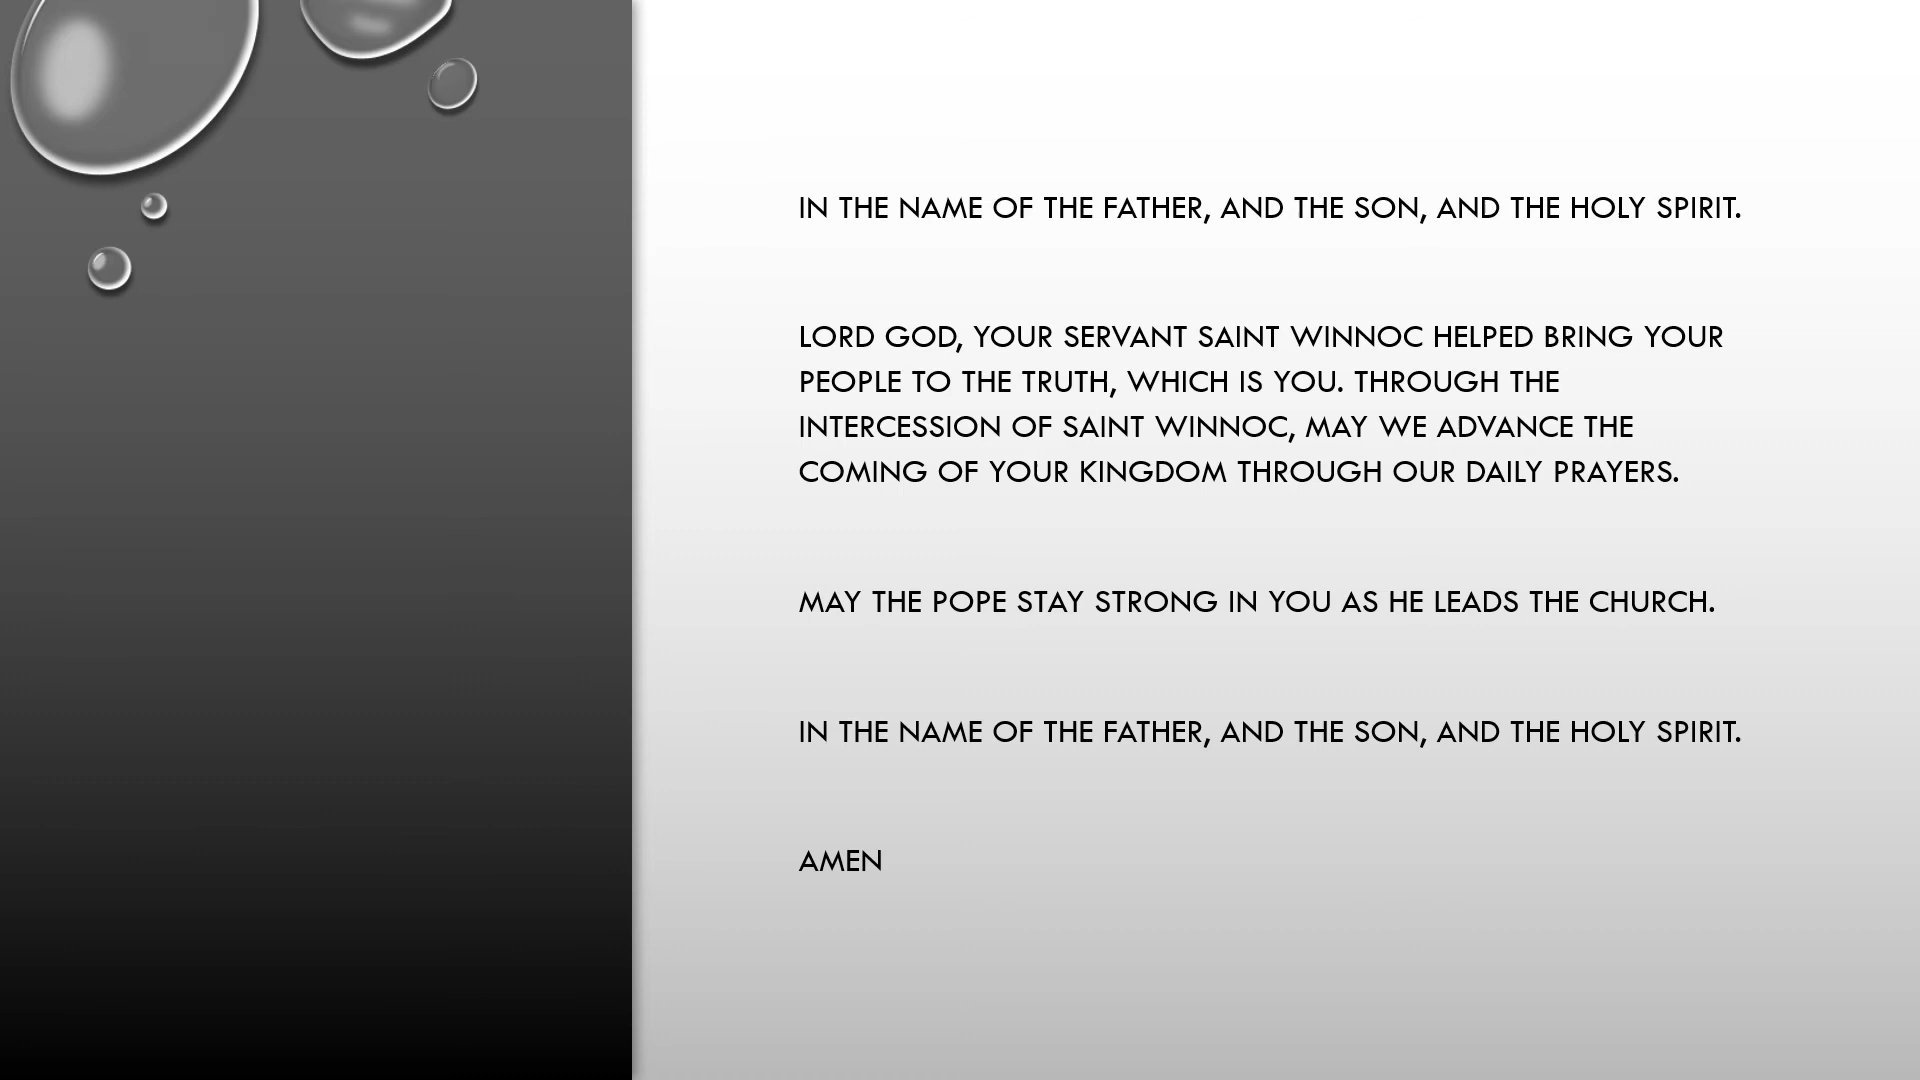 IN THE NAME OF THE FATHER, AND THE SON, AND THE HOLY SPIRIT.
LORD GOD, YOUR SERVANT SAINT WINNOC HELPED BRING YOUR
PEOPLE TO THE TRUTH, WHICH IS YOU. THROUGH THE
INTERCESSION OF SAINT WINNOC, MAY WE ADVANCE THE
COMING OF YOUR KINGDOM THROUGH OUR DAILY PRAYERS.
MAY THE POPE STAY STRONG IN YOU AS HE LEADS THE CHURCH.
IN THE NAME OF THE FATHER, AND THE SON, AND THE HOLY SPIRIT.
AMEN